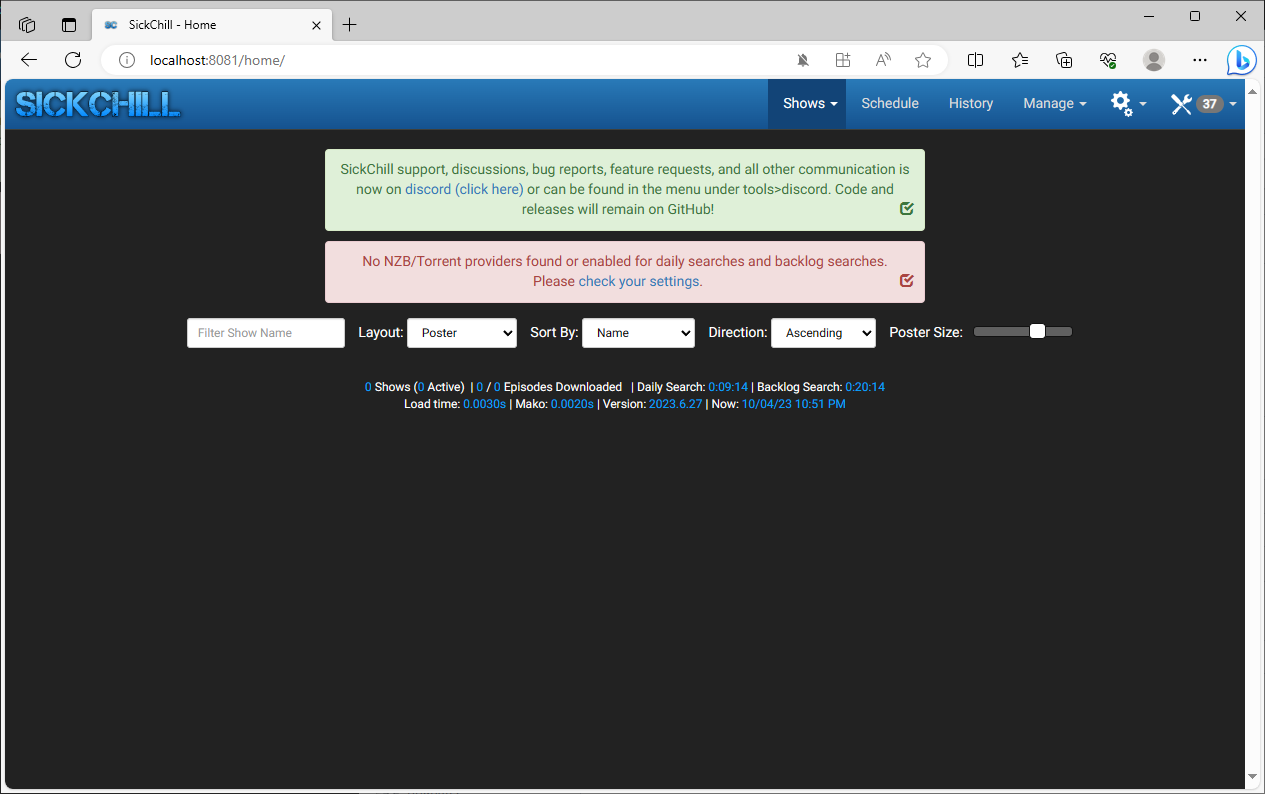 SickChill - Home
localhost:8081/home/
SICKCHILL
Shows
Schedule
History
Manage
37
SickChill support, discussions, bug reports, feature requests, and all other communication is
now on discord (click here) or can be found in the menu under tools>discord. Code and
releases will remain on GitHub!
No NZB/Torrent providers found or enabled for daily searches and backlog searches.
Please check your settings.
Filter Show Name
Layout: Poster
Sort By: Name
Direction: Ascending
Poster Size:
0 Shows (0 Active) | 0 / 0 Episodes Downloaded | Daily Search: 0:09:14 | Backlog Search: 0:20:14
Load time: 0.0030s | Mako: 0.0020s | Version: 2023.6.27 | Now: 10/04/23 10:51 PM